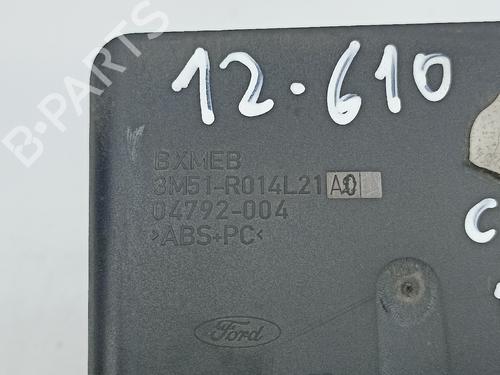 B-PARTS
12-610
BXMEB
3M51-R014L21
04792-004
>ABS+PC<
Ford